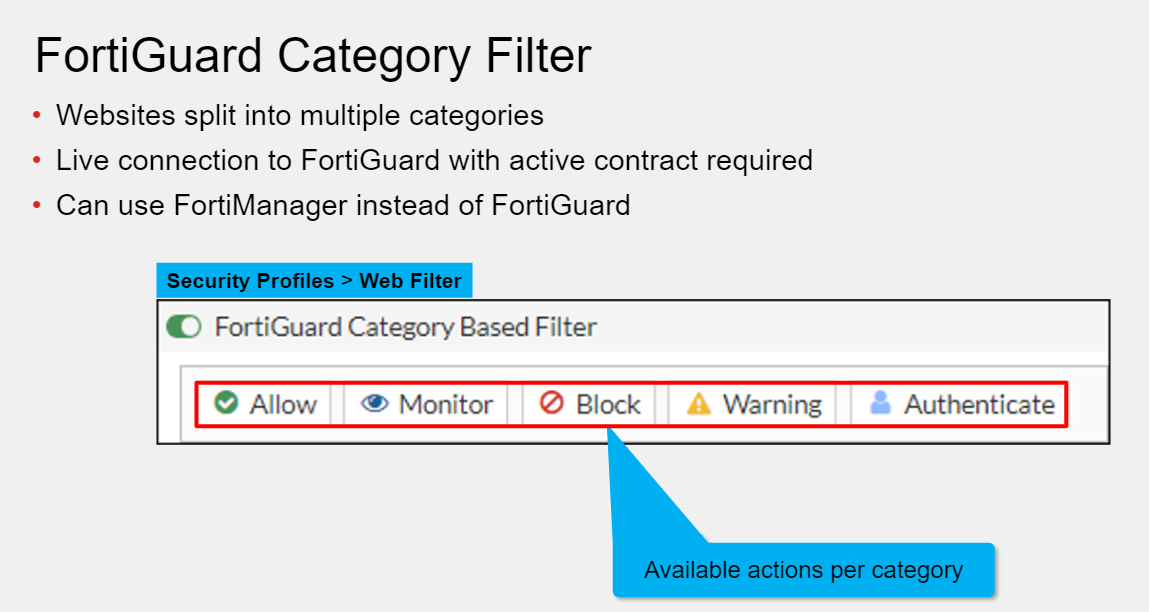 FortiGuard Category Filter
• Websites split into multiple categories
• Live connection to FortiGuard with active contract required
• Can use FortiManager instead of FortiGuard
Security Profiles > Web Filter
FortiGuard Category Based Filter
Allow Monitor Block Warning Authenticate
Available actions per category